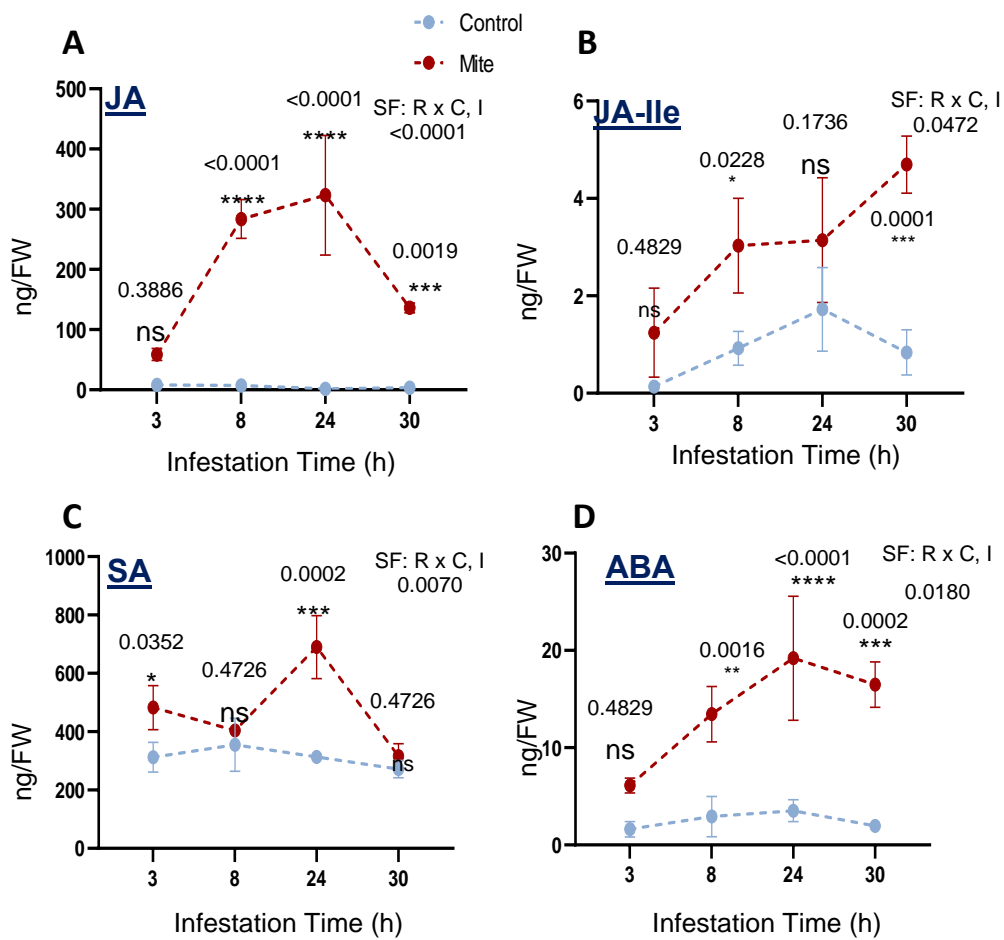 Control
Mite
A
JA
500
400
300
200
100
0
ng/FW
0.3886
ns
<0.0001
****
<0.0001
****
0.0019
***
SF: R x C, I
<0.0001
3 8 24 30
Infestation Time (h)
B
JA-Ile
6
4
2
0
ng/FW
0.4829
ns
0.0228
*
0.1736
ns
0.0001
***
SF: R x C, I
0.0472
3 8 24 30
Infestation Time (h)
C
SA
1000
800
600
400
200
0
ng/FW
0.0352
*
0.4726
ns
0.0002
***
0.4726
ns
SF: R x C, I
0.0070
3 8 24 30
Infestation Time (h)
D
ABA
30
20
10
0
ng/FW
0.4829
ns
0.0016
**
<0.0001
****
0.0002
***
SF: R x C, I
0.0180
3 8 24 30
Infestation Time (h)